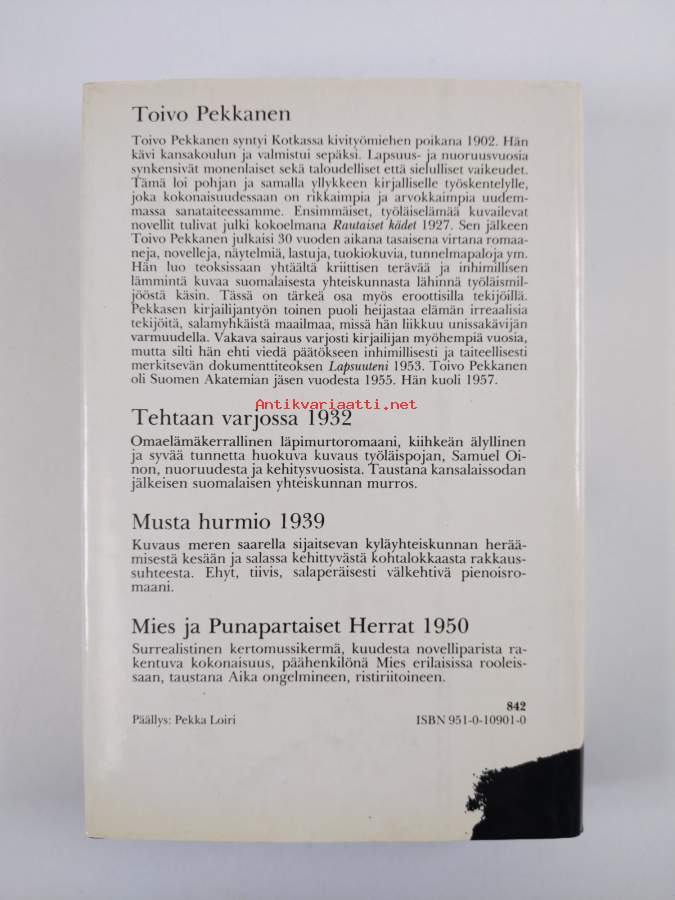 Toivo Pekkanen
Toivo Pekkanen syntyi Kotkassa kivityömiehen poikana 1902. Hän
kävi kansakoulun ja valmistui sepäksi. Lapsuus- ja nuoruusvuosia
synkensivät monenlaiset sekä taloudelliset että sielulliset vaikeudet.
Tämä loi pohjan ja samalla yllykkeen kirjalliselle työskentelylle,
joka kokonaisuudessaan on rikkaimpia ja arvokkaimpia uudem-
massa sanataiteessamme. Ensimmäiset, työläiselämää kuvailevat
novellit tulivat julki kokoelmana Rautaiset kädet 1927. Sen jälkeen
Toivo Pekkanen julkaisi 30 vuoden aikana tasaisena virtana romaa-
neja, novelleja, näytelmiä, lastuja, tuokiokuvia, tunnelmapaloja ym.
Hän luo teoksissaan yhtäältä kriittisen terävää ja inhimillisen
lämmintä kuvaa suomalaisesta yhteiskunnasta lähinnä työläismil-
jööstä käsin. Tässä on tärkeä osa myös eroottisilla tekijöillä.
Pekkasen kirjailijantyön toinen puoli heijastaa elämän irreaalisia
tekijöitä, salamyhkäistä maailmaa, missä hän liikkuu unissakävijän
varmuudella. Vakava sairaus varjosti kirjailijan myöhempiä vuosia,
mutta silti hän ehti viedä päätökseen inhimillisesti ja taiteellisesti
merkitsevän dokumenttiteoksen Lapsuuteni 1953. Toivo Pekkanen
oli Suomen Akatemian jäsen vuodesta 1955. Hän kuoli 1957.
Antikvariaatti.net
Tehtaan varjossa 1932
Omaelämäkerrallinen läpimurtoromaani, kiihkeän älyllinen
ja syvää tunnetta huokuva kuvaus työläispojan, Samuel Oi-
non, nuoruudesta ja kehitysvuosista. Taustana kansalaissodan
jälkeisen suomalaisen yhteiskunnan murros.
Musta hurmio 1939
Kuvaus meren saarella sijaitsevan kyläyhteiskunnan herää-
misestä kesään ja salassa kehittyvästä kohtalokkaasta rakkaus-
suhteesta. Ehyt, tiivis, salaperäisesti välkehtivä pienoisro-
maani.
Mies ja Punapartaiset Herrat 1950
Surrealistinen kertomussikermä, kuudesta novelliparista ra-
kentuva kokonaisuus, päähenkilönä Mies erilaisissa rooleis-
saan, taustana Aika ongelmineen, ristiriitoineen.
842
Päällys: Pekka Loiri ISBN 951-0-10901-0